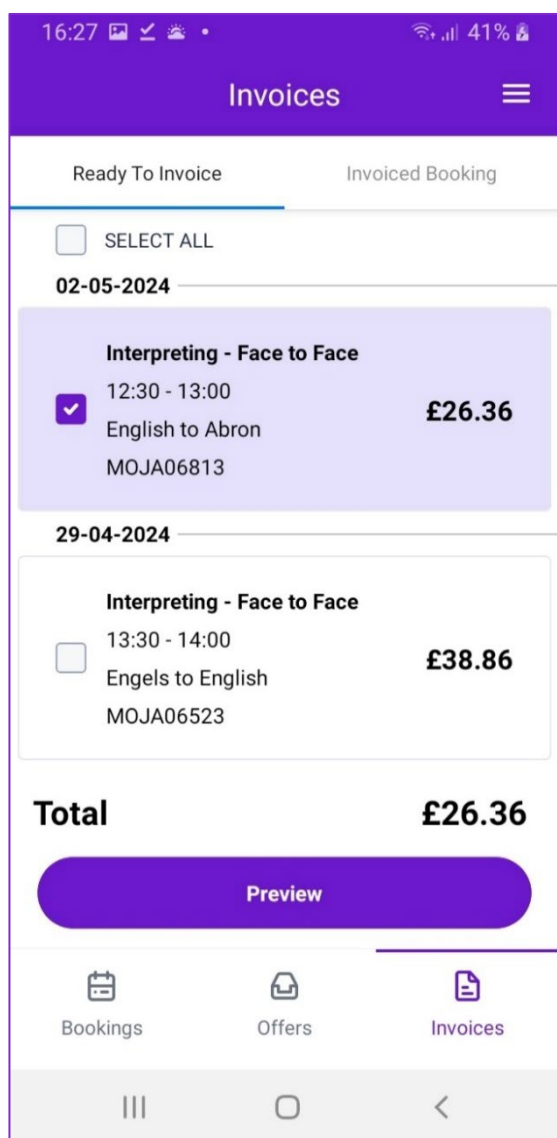 16:27 41%
Invoices
Ready To Invoice Invoiced Booking
SELECT ALL
02-05-2024
Interpreting - Face to Face
12:30 - 13:00
£26.36
English to Abron
MOJA06813
29-04-2024
Interpreting - Face to Face
13:30 - 14:00
£38.86
Engels to English
MOJA06523
Total £26.36
Preview
Bookings Offers Invoices